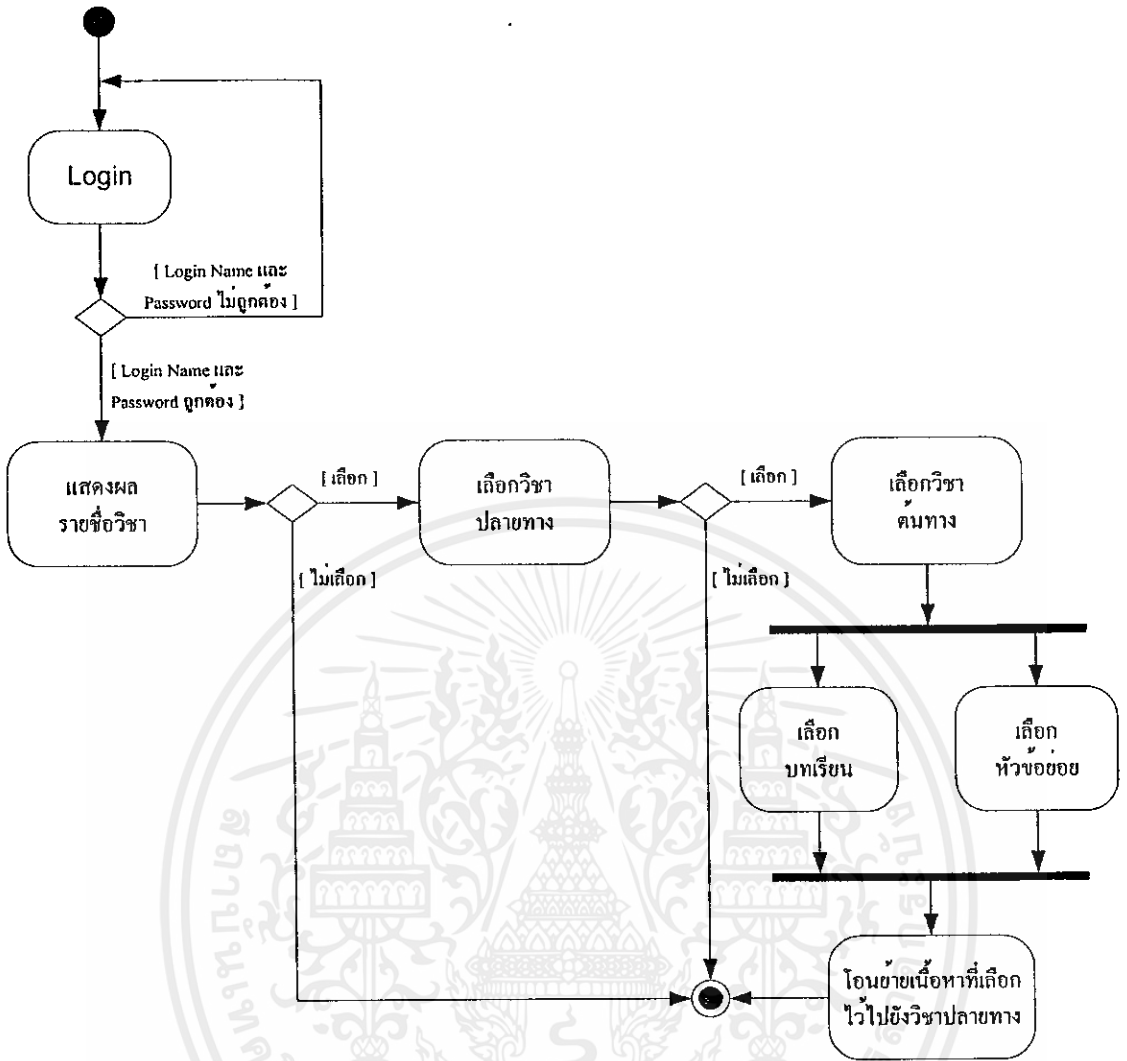 Login
[ Login Name และ
Password ไม่ถูกต้อง ]
[ Login Name และ
Password ถูกต้อง ]
แสดงผล
รายชื่อวิชา
[ เลือก ]
เลือกวิชา
ปลายทาง
[ เลือก ]
เลือกวิชา
ต้นทาง
[ ไม่เลือก ]
[ ไม่เลือก ]
เลือก
บทเรียน
เลือก
หัวข้อย่อย
โอนย้ายเนื้อหาที่เลือก
ไว้ไปยังวิชาปลายทาง